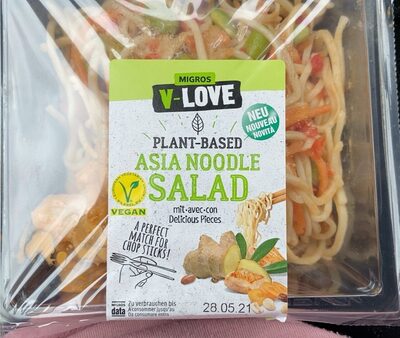 MIGROS
V-LOVE
NEU
NOUVEAU
NOVITÀ
PLANT-BASED
ASIA NOODLE
SALAD
mit•avec•con
Delicious Pieces
VEGAN
A PERFECT
MATCH FOR
CHOP STICKS!
data
Zu verbrauchen bis
A consommer jusqu'au
Da consumare entro
28.05.21